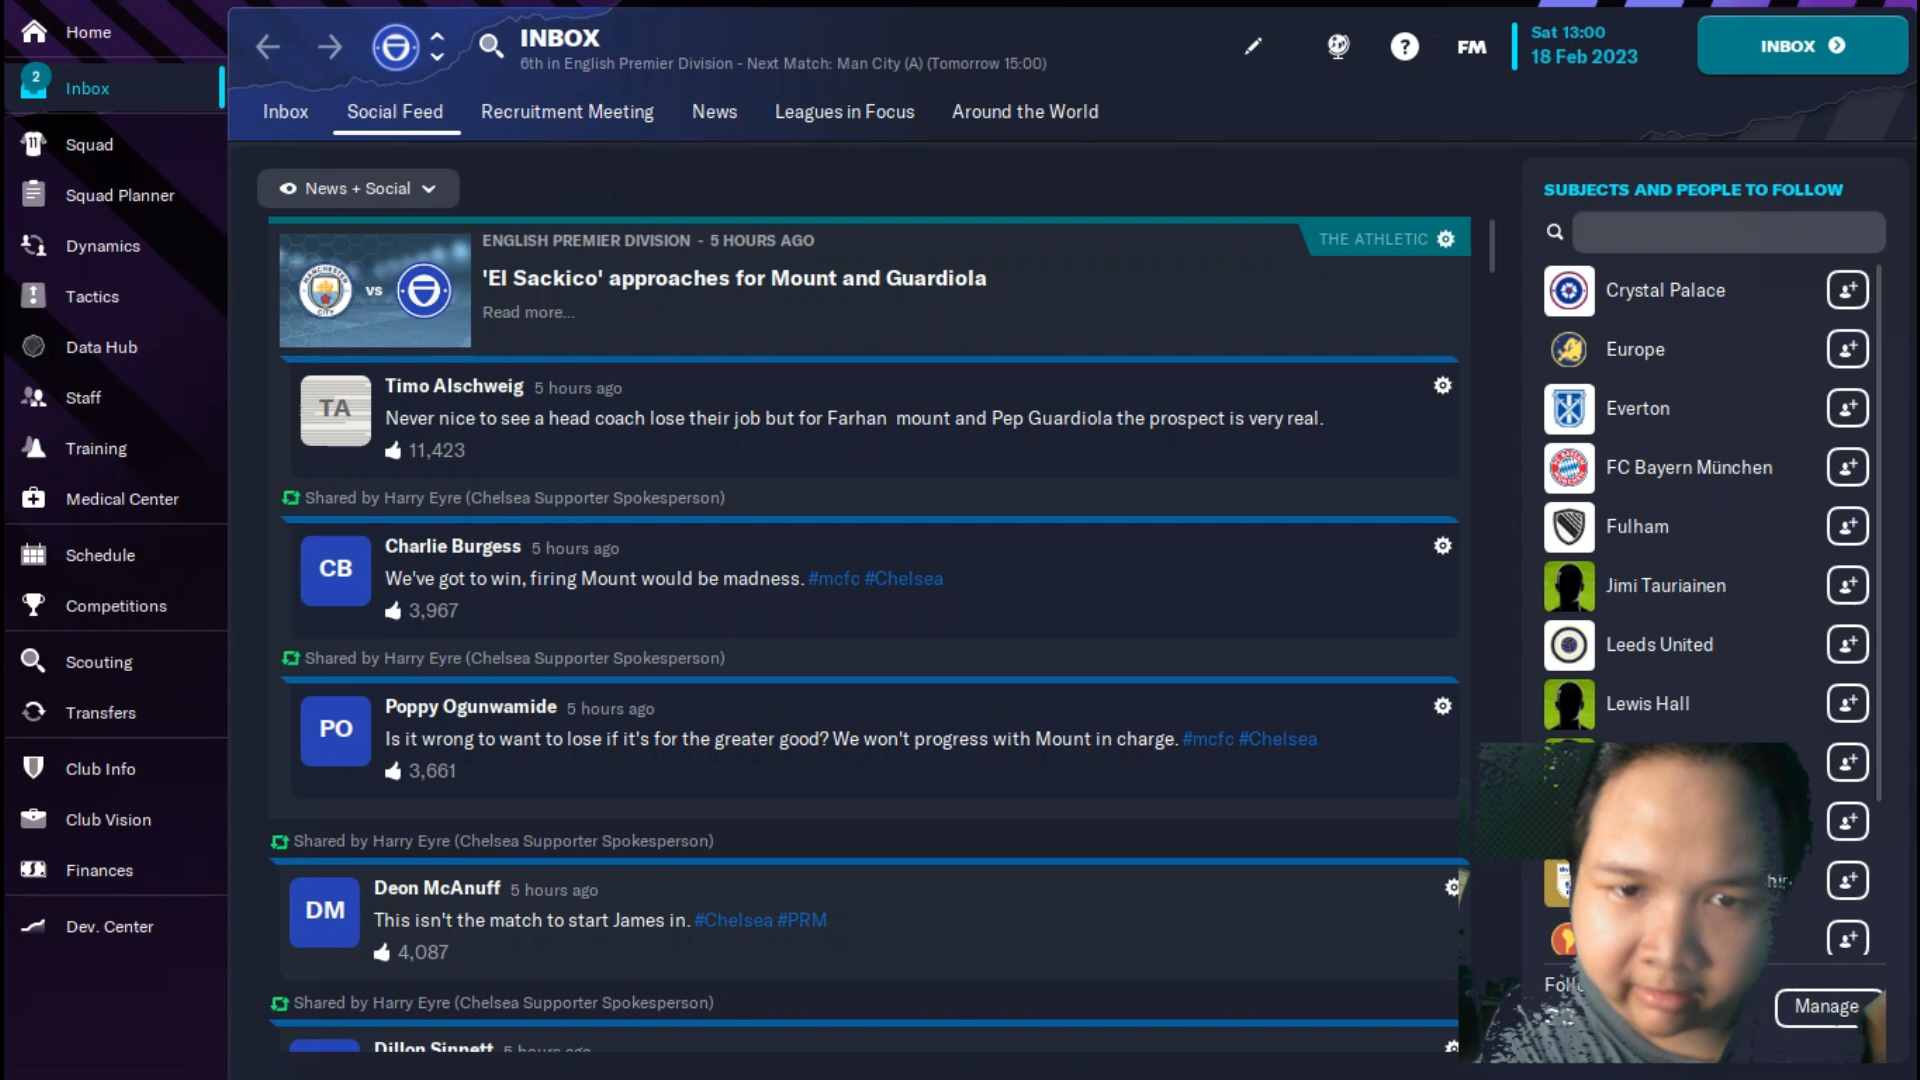 Home
2
Inbox
11
Squad
Squad Planner
Dynamics
Tactics
Data Hub
Staff
Training
Medical Center
Schedule
Competitions
Scouting
Transfers
Club Info
Club Vision
Finances
Dev. Center
INBOX
6th in English Premier Division - Next Match: Man City (A) (Tomorrow 15:00)
?
FM
Sat 13:00
18 Feb 2023
INBOX
Inbox
Social Feed
Recruitment Meeting
News
Leagues in Focus
Around the World
News + Social
MANCHESTER
CITY
vs
ENGLISH PREMIER DIVISION - 5 HOURS AGO
THE ATHLETIC
'El Sackico' approaches for Mount and Guardiola
Read more...
TA
Timo Alschweig 5 hours ago
Never nice to see a head coach lose their job but for Farhan mount and Pep Guardiola the prospect is very real.
11,423
Shared by Harry Eyre (Chelsea Supporter Spokesperson)
CB
Charlie Burgess 5 hours ago
We've got to win, firing Mount would be madness. #mcfc #Chelsea
3,967
Shared by Harry Eyre (Chelsea Supporter Spokesperson)
PO
Poppy Ogunwamide 5 hours ago
Is it wrong to want to lose if it's for the greater good? We won't progress with Mount in charge. #mcfc #Chelsea
3,661
Shared by Harry Eyre (Chelsea Supporter Spokesperson)
DM
Deon McAnuff 5 hours ago
This isn't the match to start James in. #Chelsea #PRM
4,087
Shared by Harry Eyre (Chelsea Supporter Spokesperson)
Dillon Sinnett 5 hours ago
SUBJECTS AND PEOPLE TO FOLLOW
Crystal Palace
Europe
Everton
FC Bayern München
Fulham
Jimi Tauriainen
Leeds United
Lewis Hall
Manage